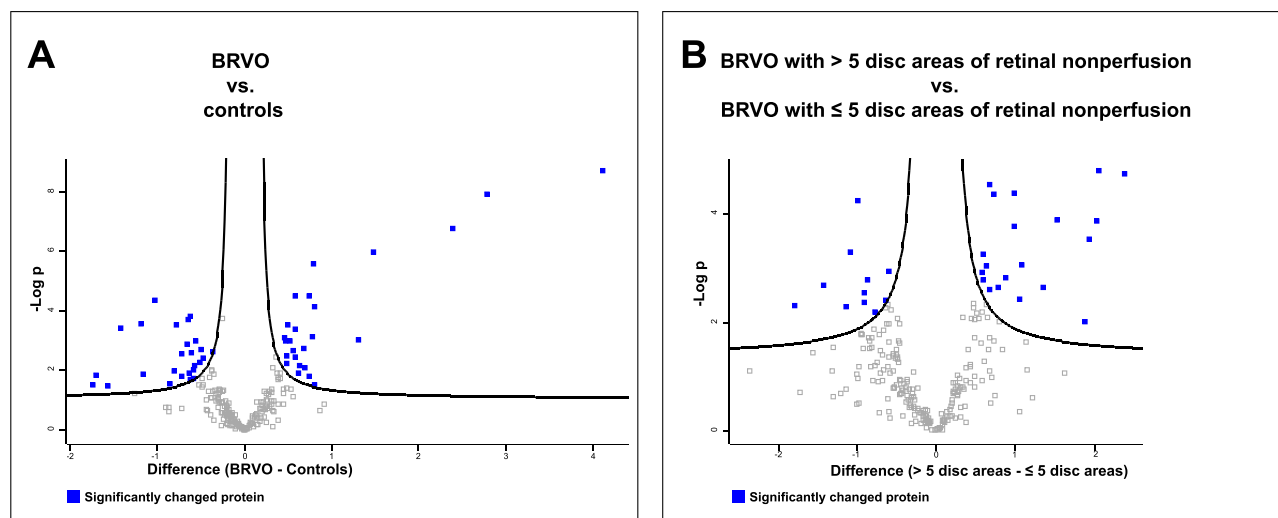 A
BRVO
vs.
controls
-Log p
8
6
4
2
0
-2
-1
0
1
2
3
4
Difference (BRVO - Controls)
Significantly changed protein
B
BRVO with > 5 disc areas of retinal nonperfusion
vs.
BRVO with ≤ 5 disc areas of retinal nonperfusion
-Log p
4
2
0
-2
-1
0
1
2
Difference (> 5 disc areas - ≤ 5 disc areas)
Significantly changed protein